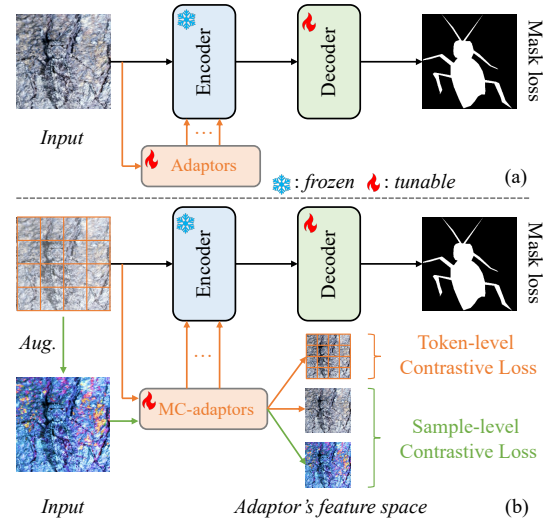 Input
Encoder
Decoder
Mask loss
...
Adaptors
: frozen
: tunable
(a)
Encoder
Decoder
Mask loss
Aug.
...
MC-adaptors
Token-level
Contrastive Loss
Sample-level
Contrastive Loss
Input
Adaptor's feature space
(b)